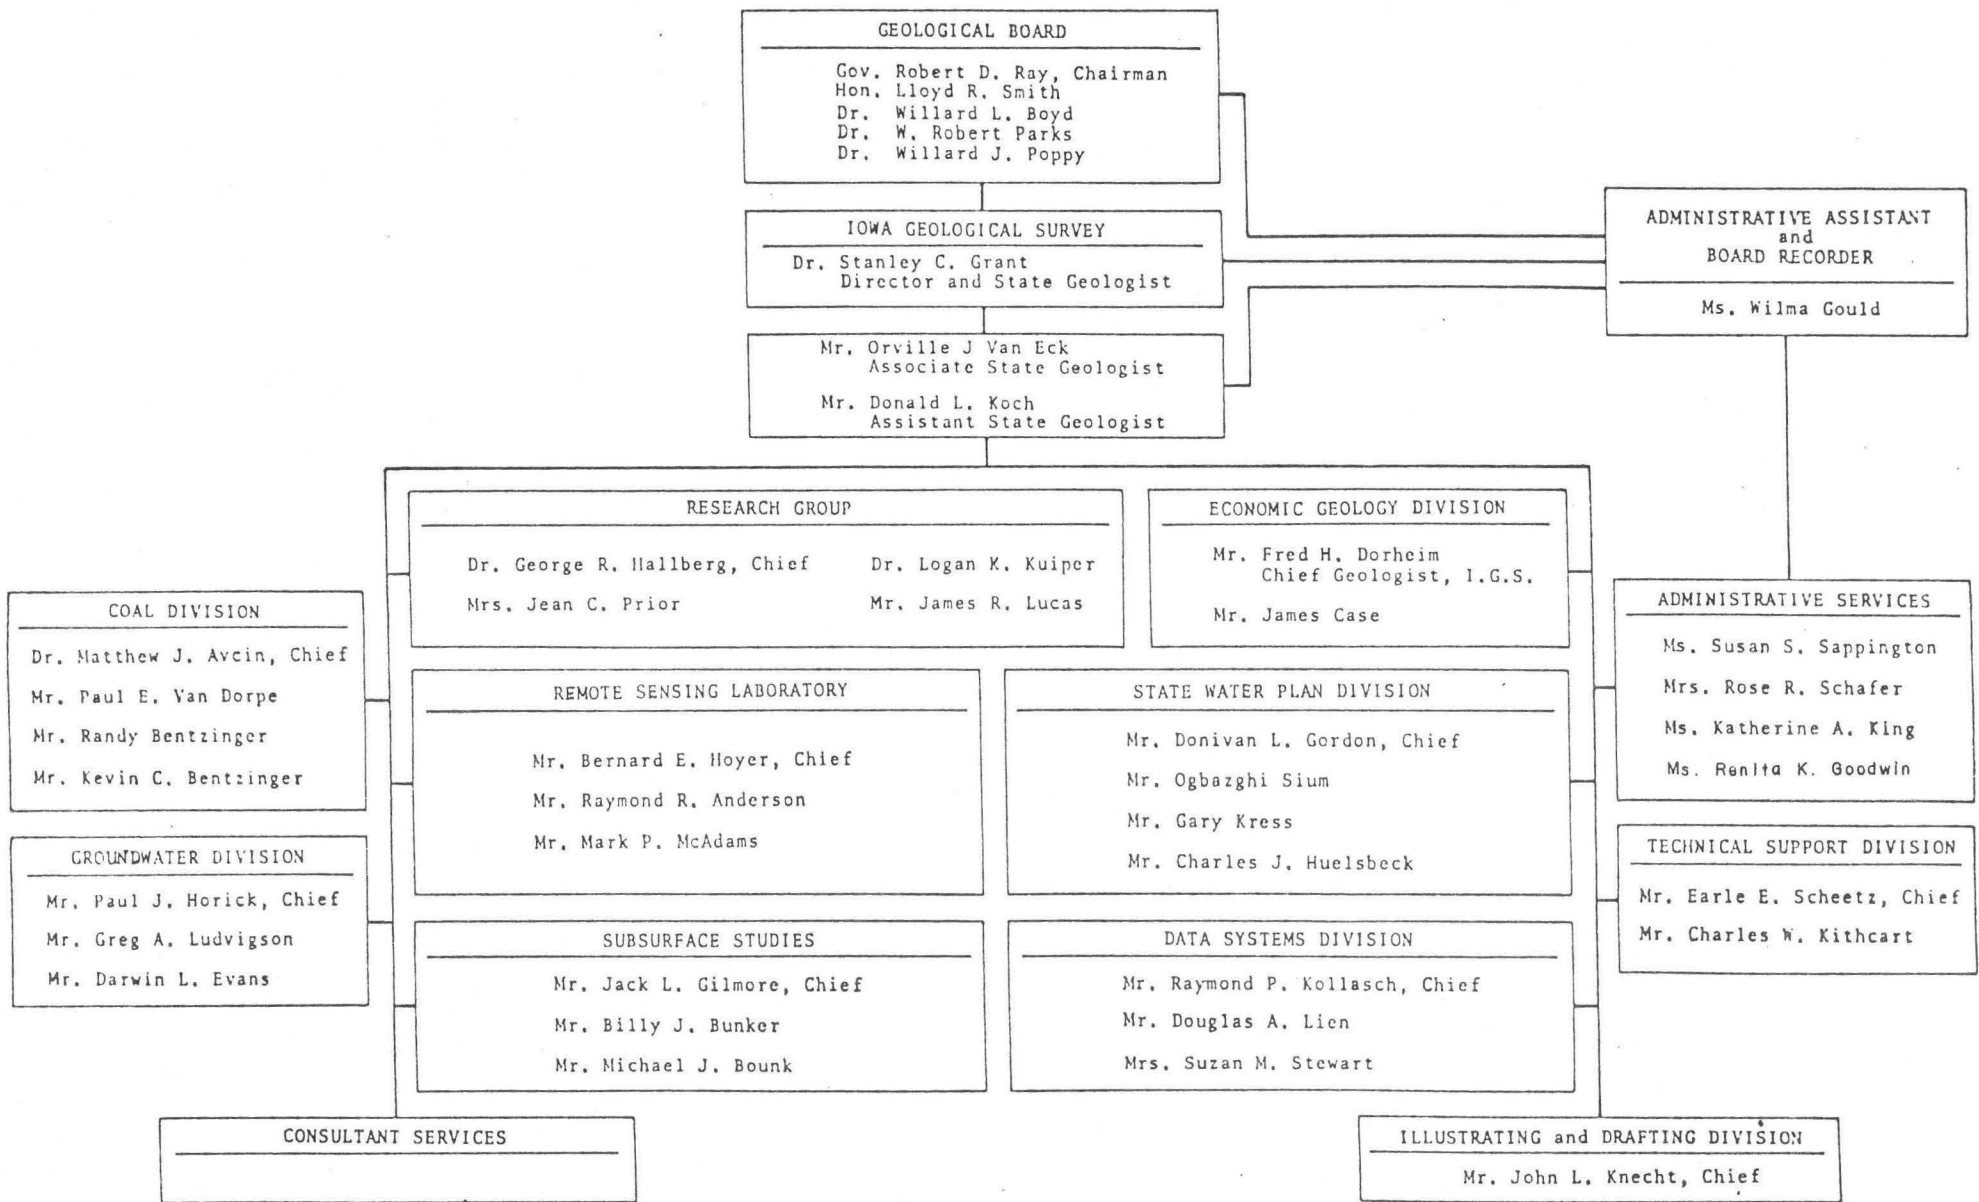 GEOLOGICAL BOARD
Gov. Robert D. Ray, Chairman
Hon. Lloyd R. Smith
Dr. Willard L. Boyd
Dr. W. Robert Parks
Dr. Willard J. Poppy
IOWA GEOLOGICAL SURVEY
Dr. Stanley C. Grant
Director and State Geologist
ADMINISTRATIVE ASSISTANT
and
BOARD RECORDER
Ms. Wilma Gould
Mr. Orville J Van Eck
Associate State Geologist
Mr. Donald L. Koch
Assistant State Geologist
RESEARCH GROUP
Dr. George R. Hallberg, Chief
Dr. Logan K. Kuiper
Mrs. Jean C. Prior
Mr. James R. Lucas
ECONOMIC GEOLOGY DIVISION
Mr. Fred H. Dorheim
Chief Geologist, I.G.S.
Mr. James Case
COAL DIVISION
Dr. Matthew J. Avcin, Chief
Mr. Paul E. Van Dorpe
Mr. Randy Bentzinger
Mr. Kevin C. Bentzinger
REMOTE SENSING LABORATORY
Mr. Bernard E. Hoyer, Chief
Mr. Raymond R. Anderson
Mr. Mark P. McAdams
STATE WATER PLAN DIVISION
Mr. Donivan L. Gordon, Chief
Mr. Ogbazghi Sium
Mr. Gary Kress
Mr. Charles J. Huelsbeck
ADMINISTRATIVE SERVICES
Ms. Susan S. Sappington
Mrs. Rose R. Schafer
Ms. Katherine A. King
Ms. Renita K. Goodwin
GROUNDWATER DIVISION
Mr. Paul J. Horick, Chief
Mr. Greg A. Ludvigson
Mr. Darwin L. Evans
SUBSURFACE STUDIES
Mr. Jack L. Gilmore, Chief
Mr. Billy J. Bunker
Mr. Michael J. Bounk
DATA SYSTEMS DIVISION
Mr. Raymond P. Kollasch, Chief
Mr. Douglas A. Lien
Mrs. Suzan M. Stewart
TECHNICAL SUPPORT DIVISION
Mr. Earle E. Scheetz, Chief
Mr. Charles W. Kithcart
CONSULTANT SERVICES
ILLUSTRATING and DRAFTING DIVISION
Mr. John L. Knecht, Chief